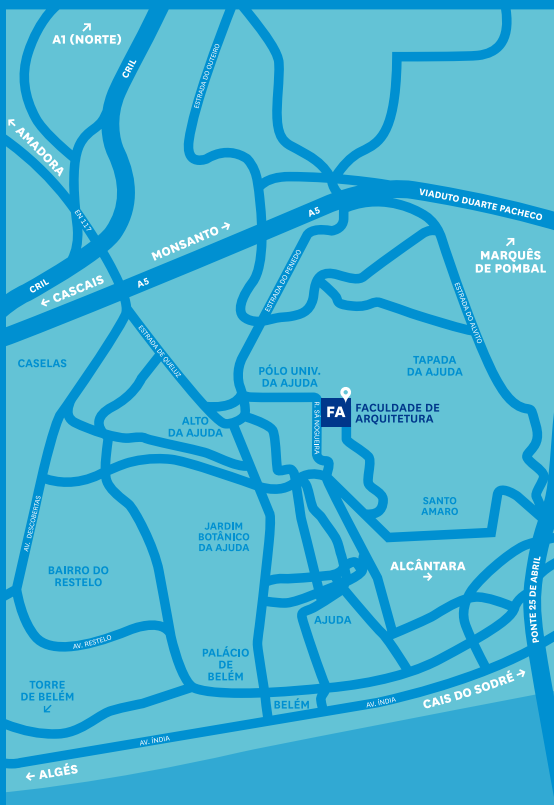 A1 (NORTE)
CRIL
ESTRADA DO OUTEIRO
AMADORA
EN 117
VIADUTO DUARTE PACHECO
A5
MONSANTO
MARQUÊS
DE POMBAL
CRIL
CASCAIS
A5
ESTRADA DO PENEDO
ESTRADA DO ALVITO
ESTRADA DE QUELUZ
CASELAS
PÓLO UNIV.
DA AJUDA
TAPADA
DA AJUDA
R. SÁ NOGUEIRA
FA
FACULDADE DE
ARQUITETURA
ALTO
DA AJUDA
SANTO
AMARO
AV. DESCOBERTAS
JARDIM
BOTÂNICO
DA AJUDA
BAIRRO DO
RESTELO
ALCÂNTARA
PONTE 25 DE ABRIL
AJUDA
AV. RESTELO
PALÁCIO
DE
BELÉM
TORRE
DE BELÉM
CAIS DO SODRÉ
BELÉM
AV. ÍNDIA
AV. ÍNDIA
ALGÉS